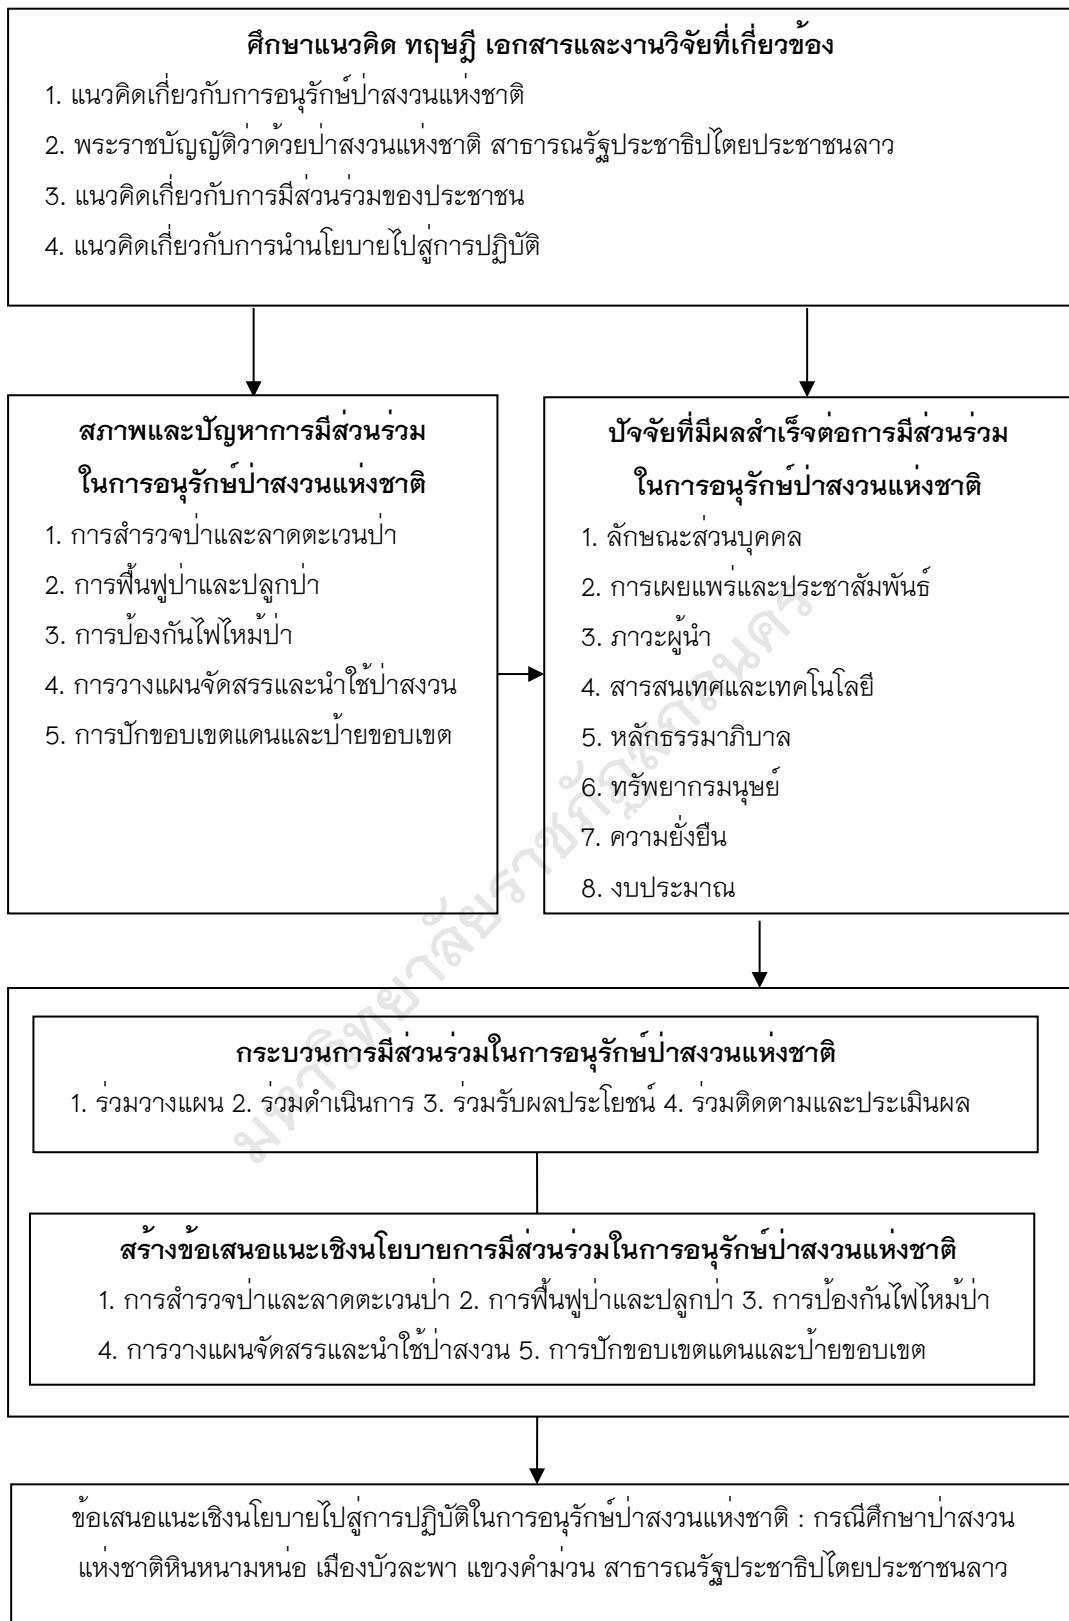 ศึกษาแนวคิด ทฤษฎี เอกสารและงานวิจัยที่เกี่ยวข้อง
1. แนวคิดเกี่ยวกับการอนุรักษ์ป่าสงวนแห่งชาติ
2. พระราชบัญญัติว่าด้วยป่าสงวนแห่งชาติ สาธารณรัฐประชาธิปไตยประชาชนลาว
3. แนวคิดเกี่ยวกับการมีส่วนร่วมของประชาชน
4. แนวคิดเกี่ยวกับการนำนโยบายไปสู่การปฏิบัติ
สภาพและปัญหาการมีส่วนร่วม
ในการอนุรักษ์ป่าสงวนแห่งชาติ
1. การสำรวจป่าและลาดตะเวนป่า
2. การฟื้นฟูป่าและปลูกป่า
3. การป้องกันไฟไหม้ป่า
4. การวางแผนจัดสรรและนำใช้ป่าสงวน
5. การปักขอบเขตแดนและป้ายขอบเขต
ปัจจัยที่มีผลสำเร็จต่อการมีส่วนร่วม
ในการอนุรักษ์ป่าสงวนแห่งชาติ
1. ลักษณะส่วนบุคคล
2. การเผยแพร่และประชาสัมพันธ์
3. ภาวะผู้นำ
4. สารสนเทศและเทคโนโลยี
5. หลักธรรมาภิบาล
6. ทรัพยากรมนุษย์
7. ความยั่งยืน
8. งบประมาณ
มหาวิทยาลัยราชภัฏสกลนคร
กระบวนการมีส่วนร่วมในการอนุรักษ์ป่าสงวนแห่งชาติ
1. ร่วมวางแผน 2. ร่วมดำเนินการ 3. ร่วมรับผลประโยชน์ 4. ร่วมติดตามและประเมินผล
สร้างข้อเสนอแนะเชิงนโยบายการมีส่วนร่วมในการอนุรักษ์ป่าสงวนแห่งชาติ
1. การสำรวจป่าและลาดตะเวนป่า 2. การฟื้นฟูป่าและปลูกป่า 3. การป้องกันไฟไหม้ป่า
4. การวางแผนจัดสรรและนำใช้ป่าสงวน 5. การปักขอบเขตแดนและป้ายขอบเขต
ข้อเสนอแนะเชิงนโยบายไปสู่การปฏิบัติในการอนุรักษ์ป่าสงวนแห่งชาติ : กรณีศึกษาป่าสงวน
แห่งชาติหินหนามหน่อ เมืองบัวละพา แขวงคำม่วน สาธารณรัฐประชาธิปไตยประชาชนลาว